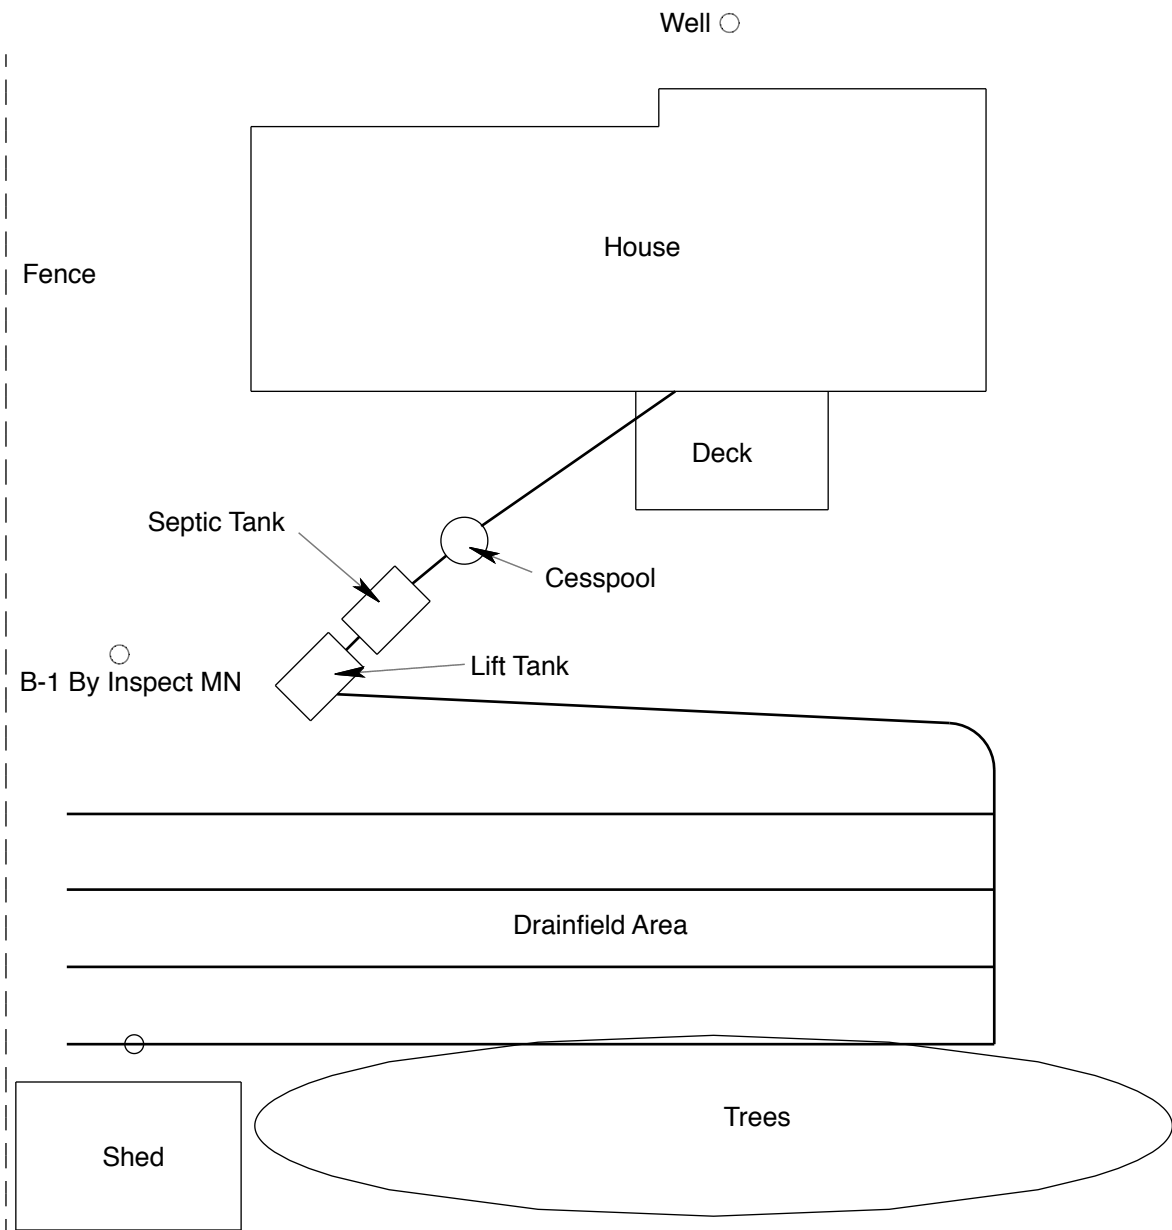 Well
Fence
House
Deck
Septic Tank
Cesspool
Lift Tank
B-1 By Inspect MN
Drainfield Area
Trees
Shed